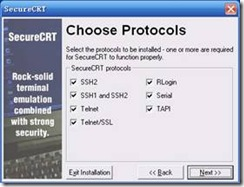 SecureCRT
SecureCRT
Rock-solid
terminal
emulation
combined
with strong
security.
Choose Protocols
Select the protocols to be installed - one or more are required
for SecureCRT to function properly.
SecureCRT protocols
SSH2
RLogin
SSH1 and SSH2
Serial
Telnet
TAPI
Telnet/SSL
Exit Installation
<< Back
Next >>